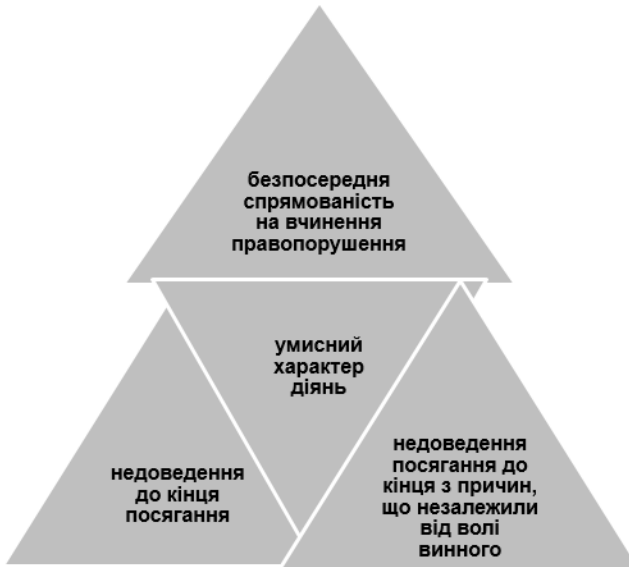 безпосередня
спрямованість
на вчинення
правопорушення
умисний
характер
діянь
недоведення
до кінця
посягання
недоведення
посягання до
кінця з причин,
що незалежили
від волі
винного